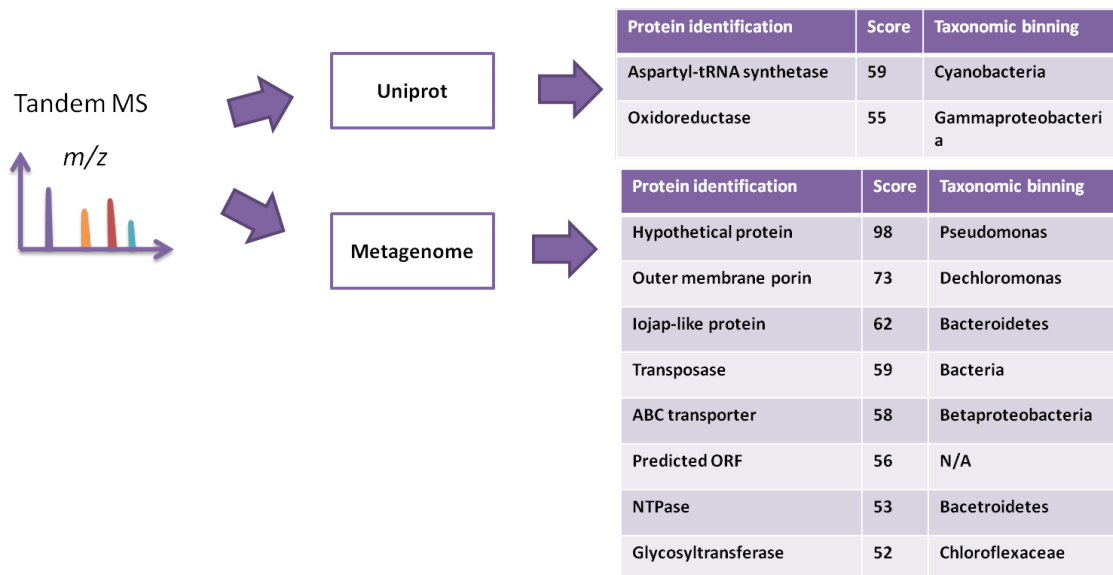 Tandem MS
m/z
Uniprot
Metagenome
Protein identification Score Taxonomic binning
Aspartyl-tRNA synthetase 59 Cyanobacteria
Oxidoreductase 55 Gammaproteobacteri
a
Protein identification Score Taxonomic binning
Hypothetical protein 98 Pseudomonas
Outer membrane porin 73 Dechloromonas
Iojap-like protein 62 Bacteroidetes
Transposase 59 Bacteria
ABC transporter 58 Betaproteobacteria
Predicted ORF 56 N/A
NTPase 53 Bacetroidetes
Glycosyltransferase 52 Chloroflexaceae